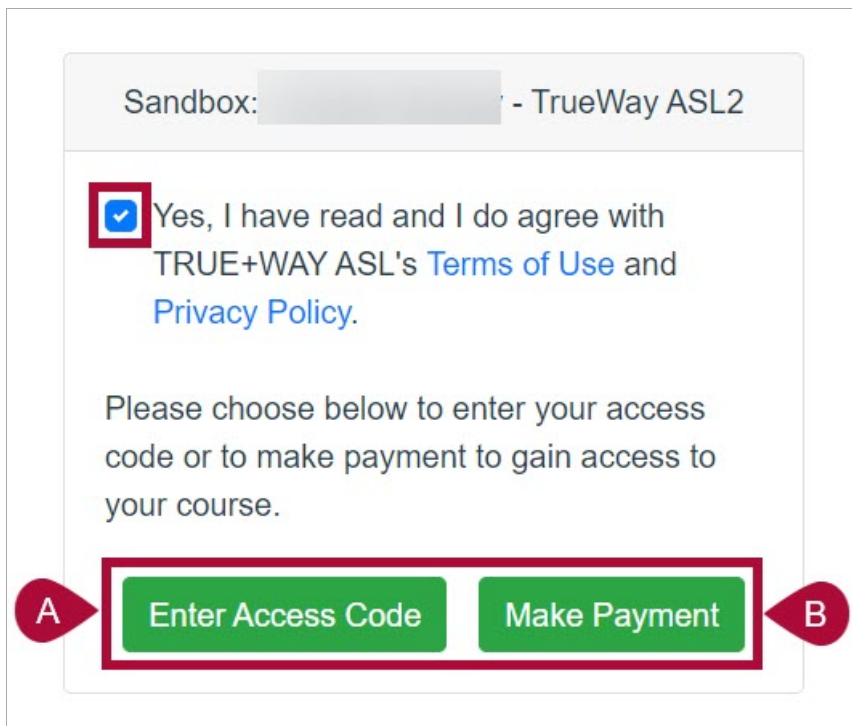 Sandbox: - TrueWay ASL2
Yes, I have read and I do agree with
TRUE+WAY ASL's Terms of Use and
Privacy Policy.
Please choose below to enter your access
code or to make payment to gain access to
your course.
A Enter Access Code Make Payment B